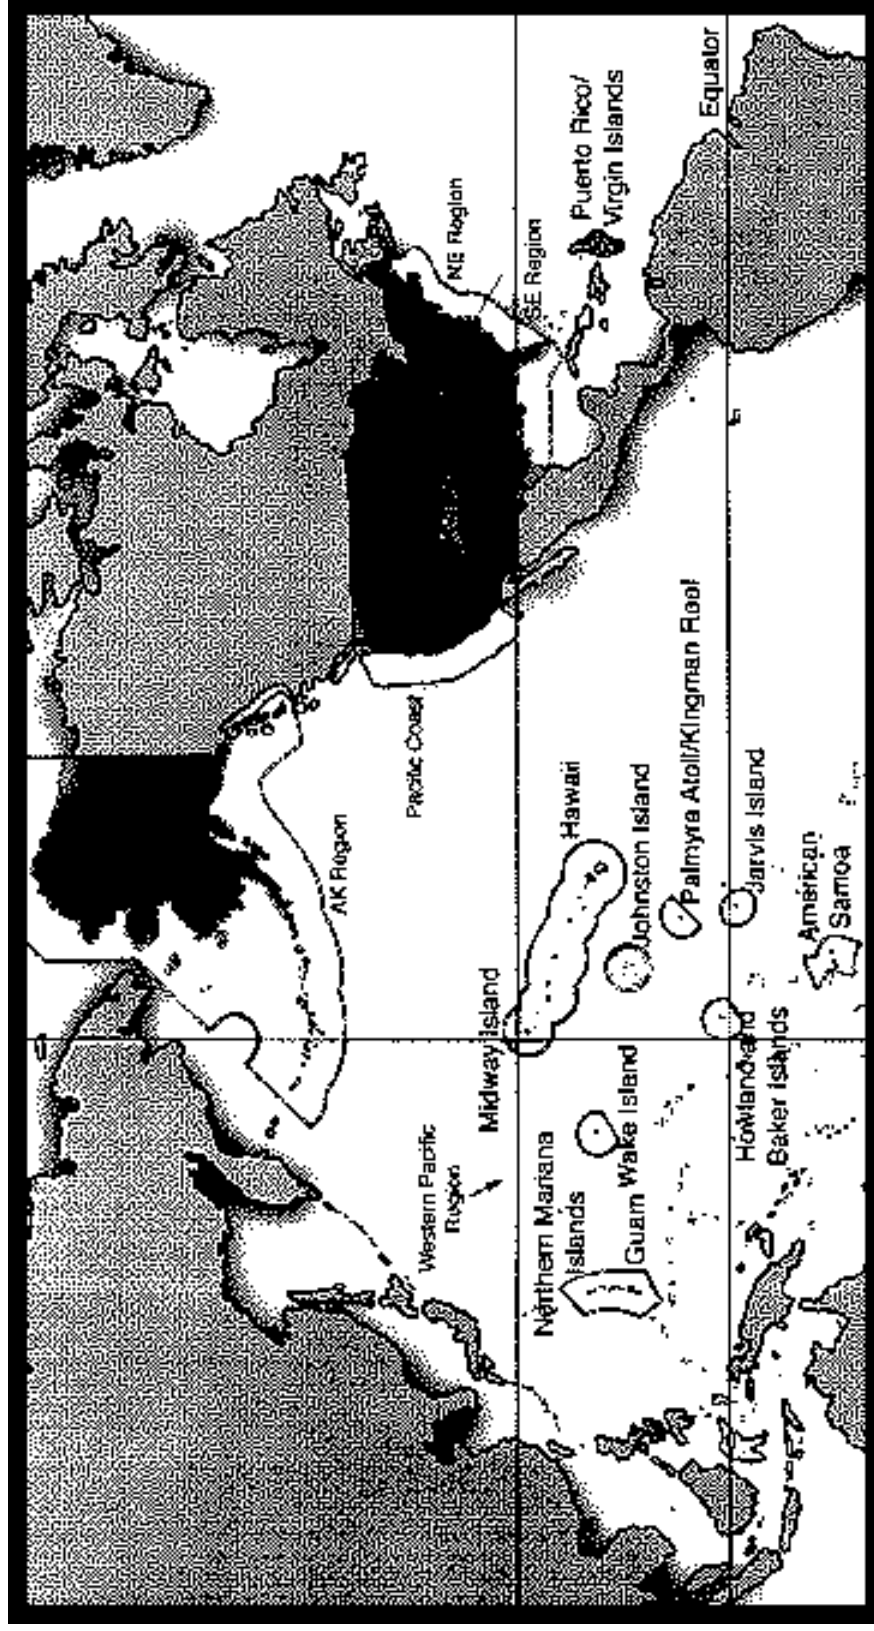 Equator
Puerto Rico/
Virgin Islands
NE Region
SE Region
Pacific Coast
AK Region
Hawaii
Johnston Island
Palmyra Atoll/Kingman Reef
Jarvis Island
American
Samoa
Midway Island
Howland and
Baker Islands
Wake Island
Western Pacific
Region
Northern Mariana
Islands
Guam